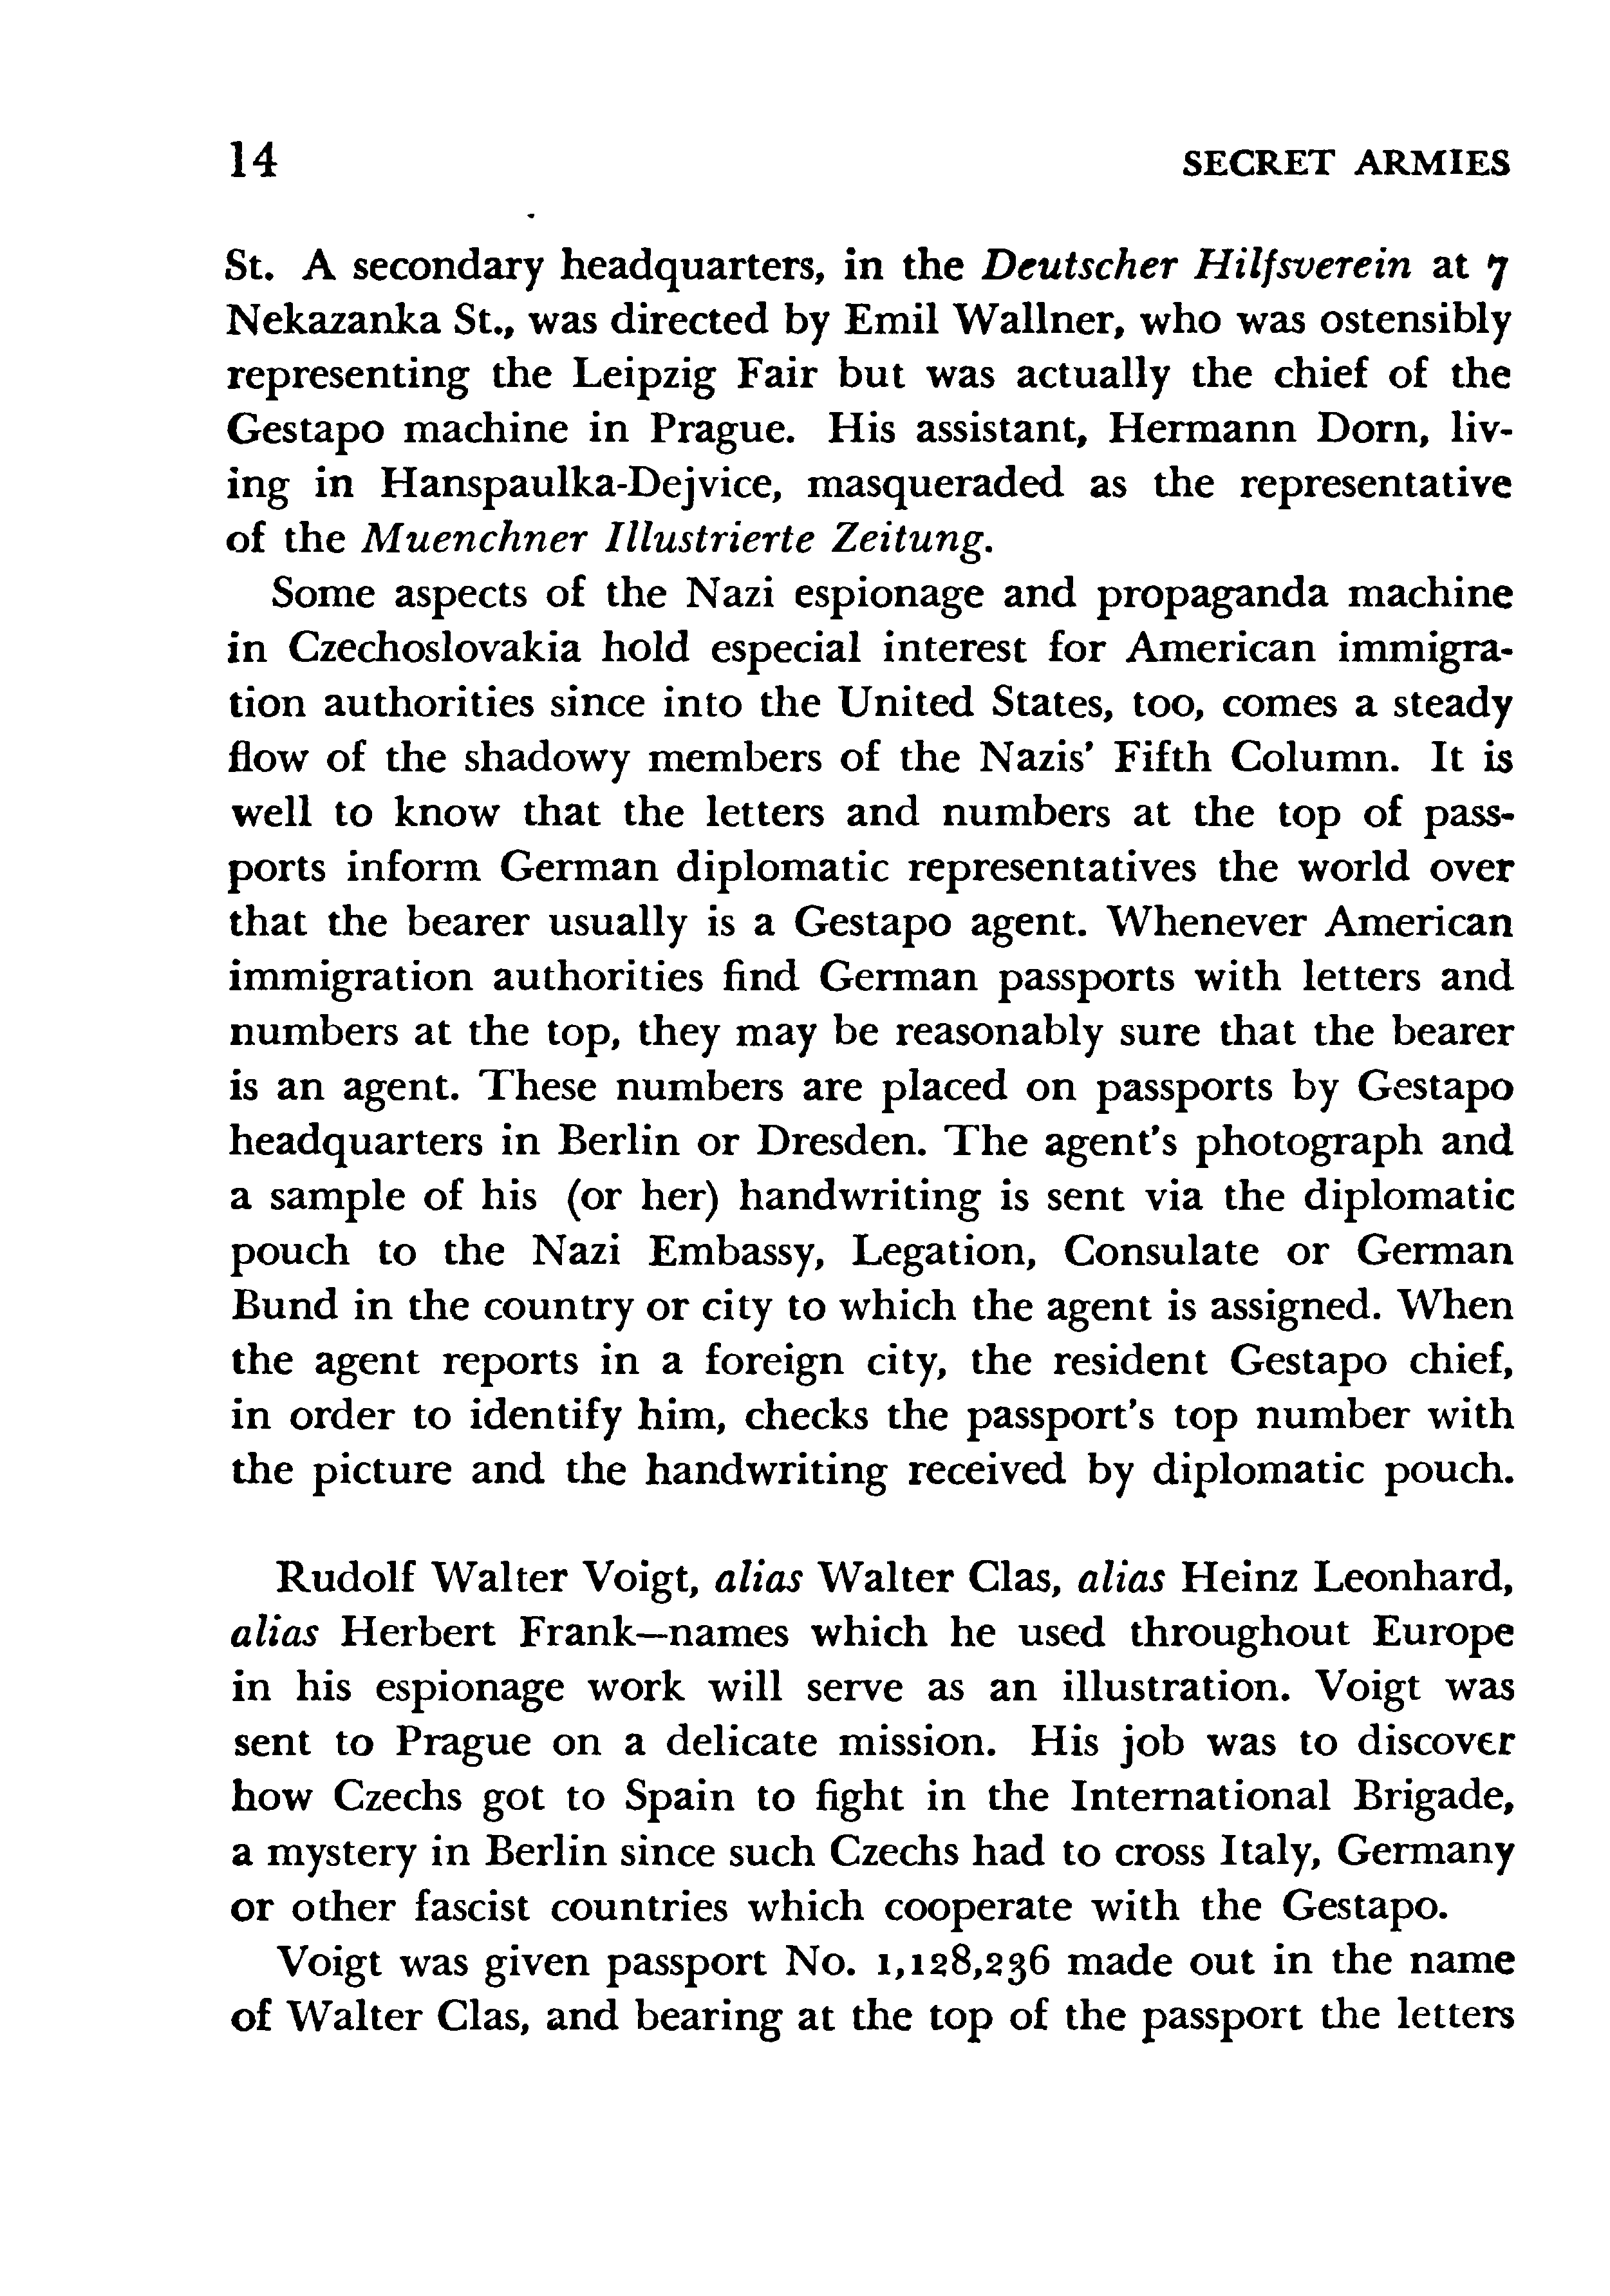 14 SECRET ARMIES
St. A secondary headquarters, in the Deutscher Hilfsverein at 7
Nekazanka St., was directed by Emil Wallner, who was ostensibly
representing the Leipzig Fair but was actually the chief of the
Gestapo machine in Prague. His assistant, Hermann Dorn, liv-
ing in Hanspaulka-Dejvice, masqueraded as the representative
of the Muenchner Illustrierte Zeitung.
Some aspects of the Nazi espionage and propaganda machine
in Czechoslovakia hold especial interest for American immigra-
tion authorities since into the United States, too, comes a steady
flow of the shadowy members of the Nazis' Fifth Column. It is
well to know that the letters and numbers at the top of pass-
ports inform German diplomatic representatives the world over
that the bearer usually is a Gestapo agent. Whenever American
immigration authorities find German passports with letters and
numbers at the top, they may be reasonably sure that the bearer
is an agent. These numbers are placed on passports by Gestapo
headquarters in Berlin or Dresden. The agent's photograph and
a sample of his (or her) handwriting is sent via the diplomatic
pouch to the Nazi Embassy, Legation, Consulate or German
Bund in the country or city to which the agent is assigned. When
the agent reports in a foreign city, the resident Gestapo chief,
in order to identify him, checks the passport's top number with
the picture and the handwriting received by diplomatic pouch.
Rudolf Walter Voigt, alias Walter Clas, alias Heinz Leonhard,
alias Herbert Frank—names which he used throughout Europe
in his espionage work will serve as an illustration. Voigt was
sent to Prague on a delicate mission. His job was to discover
how Czechs got to Spain to fight in the International Brigade,
a mystery in Berlin since such Czechs had to cross Italy, Germany
or other fascist countries which cooperate with the Gestapo.
Voigt was given passport No. 1,128,236 made out in the name
of Walter Clas, and bearing at the top of the passport the letters